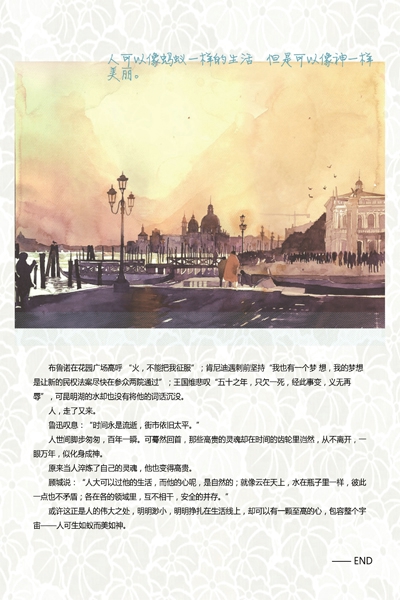 人可以像蚂蚁一样的生活 但是可以像神一样
美丽。
布鲁诺在花园广场高呼 “火，不能把我征服”；肯尼迪遇刺前坚持“我也有一个梦 想，我的梦想
是让新的民权法案尽快在参众两院通过”；王国维悲叹“五十之年，只欠一死，经此事变，义无再
辱”，可昆明湖的水却也没有将他的词话沉没。
人，走了又来。
鲁迅叹息：“时间永是流逝，街市依旧太平。”
人世间脚步匆匆，百年一瞬。可蓦然回首，那些高贵的灵魂却在时间的齿轮里岿然，从不离开，一
眼万年，似化身成神。
原来当人淬炼了自己的灵魂，他也变得高贵。
顾城说：“人大可以过他的生活，而他的心呢，是自然的；就像云在天上，水在瓶子里一样，彼此
一点也不矛盾；各在各的领域里，互不相干，安全的并存。”
或许这正是人的伟大之处，明明渺小，明明挣扎在生活线上，却可以有一颗至高的心，包容整个宇
宙——人可生如蚁而美如神。
—— END